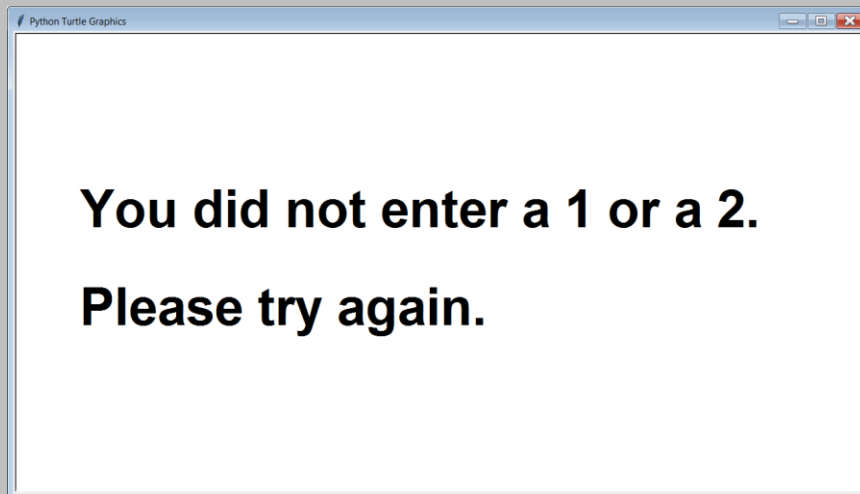 Python Turtle Graphics
You did not enter a 1 or a 2.
Please try again.